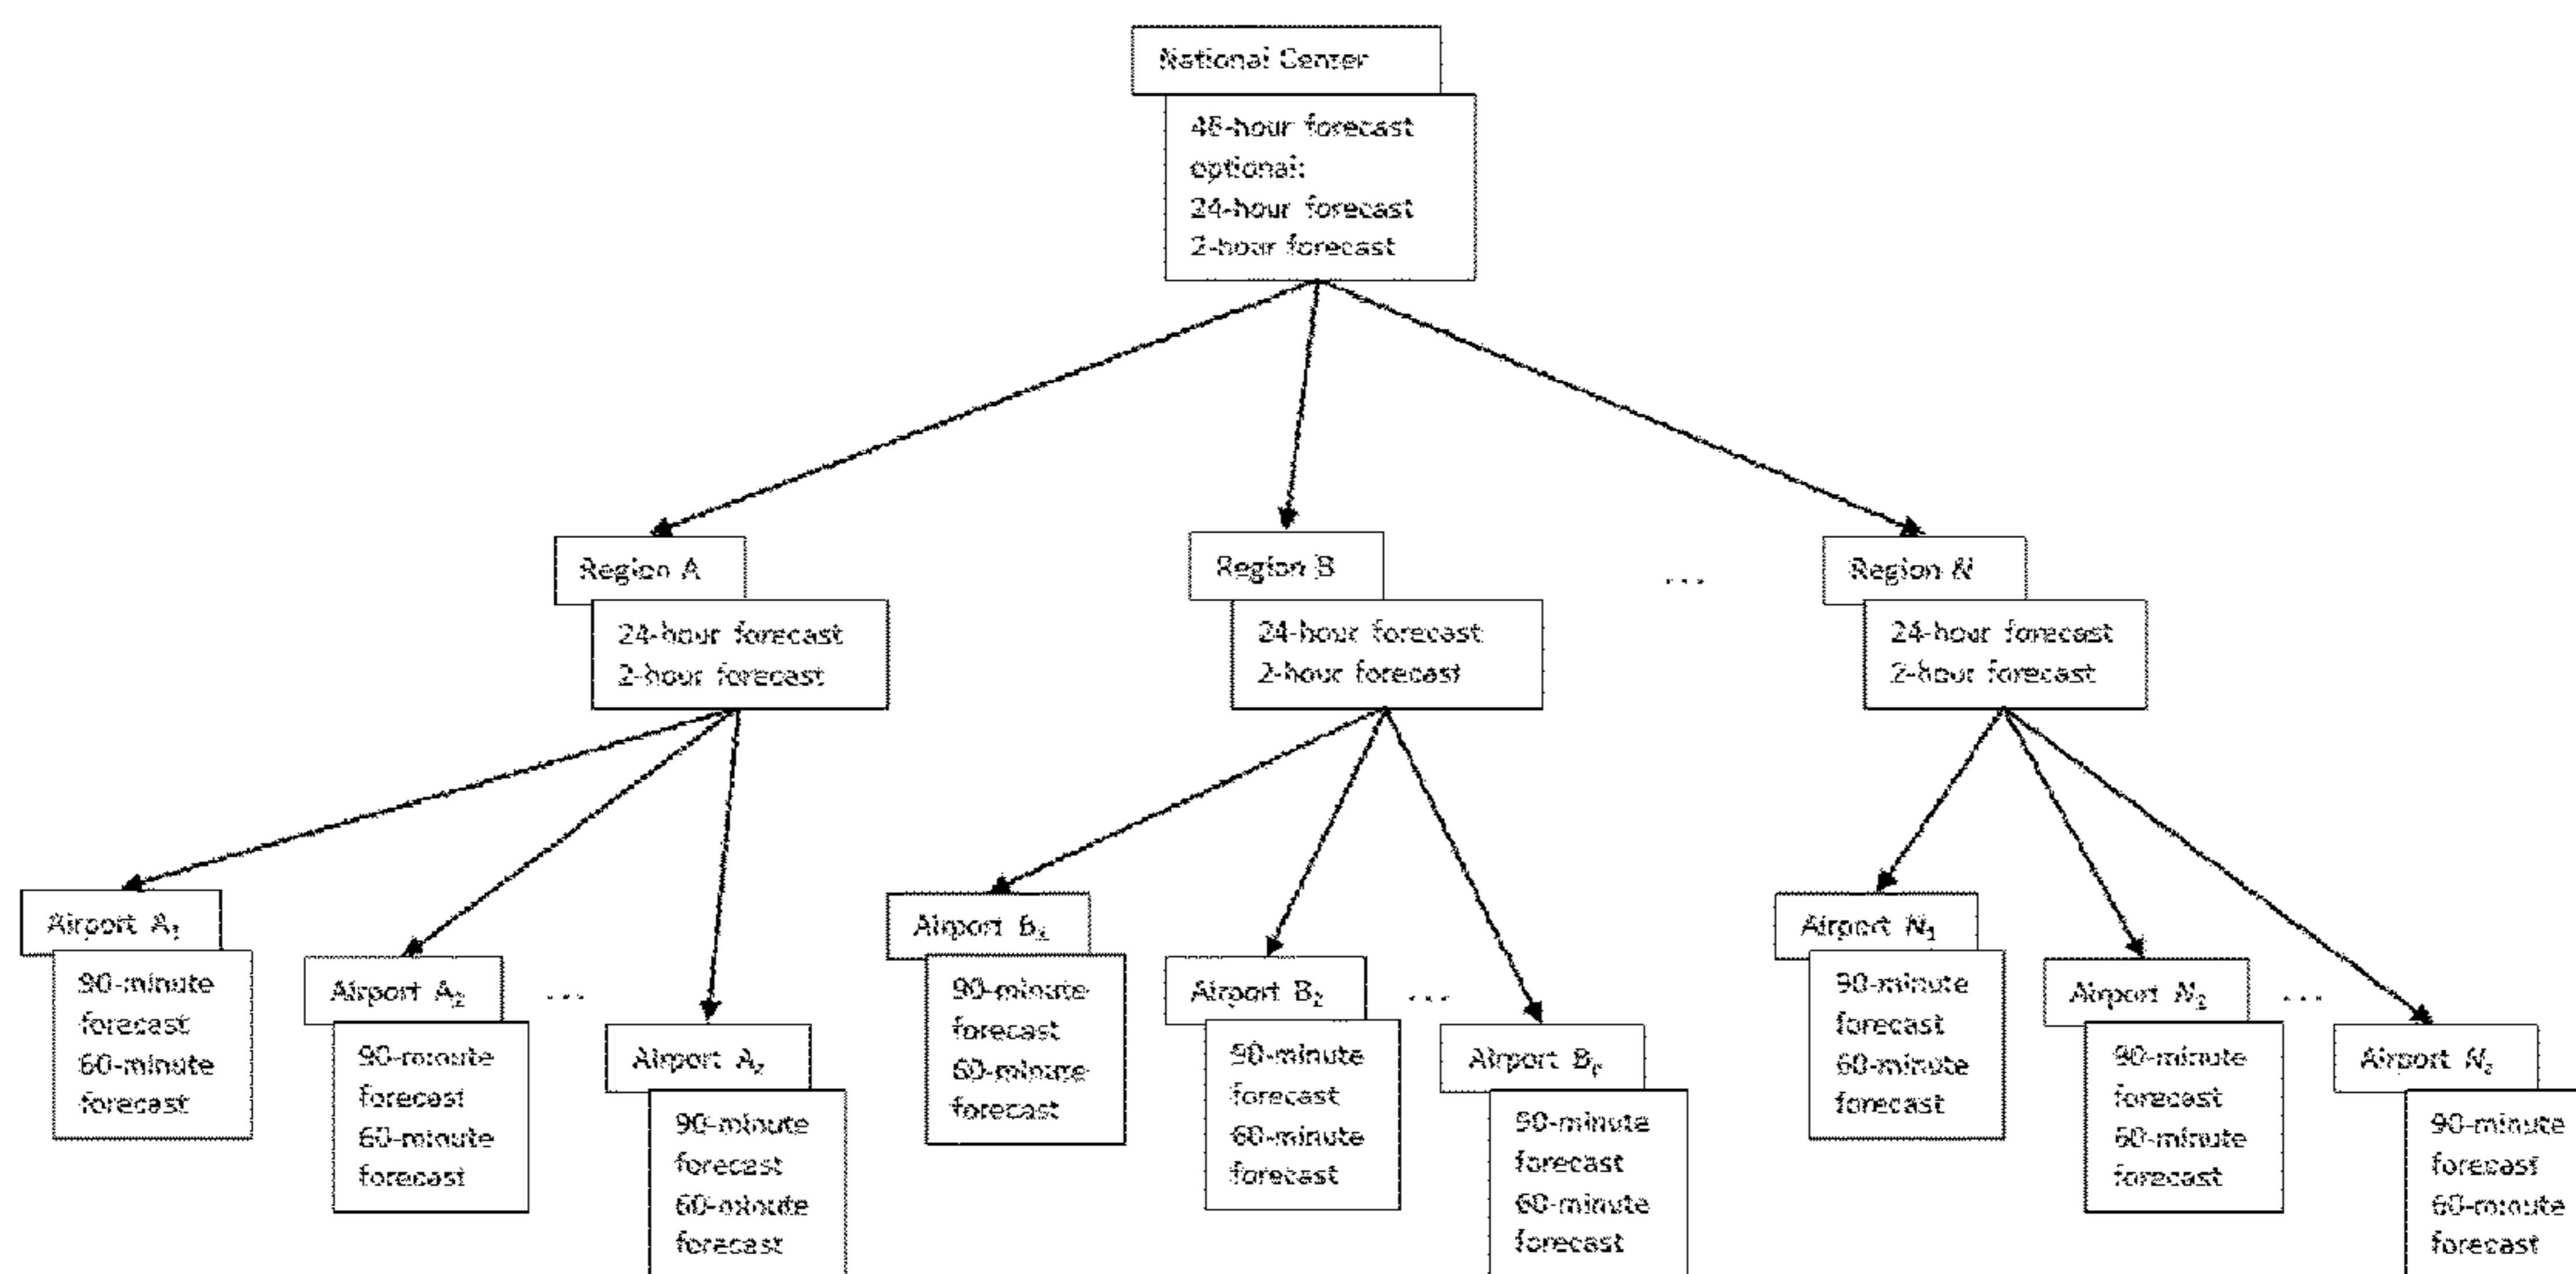 National Center
48-hour forecast
optional:
24-hour forecast
2-hour forecast
Region A
24-hour forecast
2-hour forecast
Region B
24-hour forecast
2-hour forecast
...
Region N
24-hour forecast
2-hour forecast
Airport A₁
90-minute
forecast
60-minute
forecast
Airport A₂
90-minute
forecast
60-minute
forecast
...
Airport
90-minute
forecast
60-minute
forecast
Airport
90-minute
forecast
60-minute
forecast
Airport B₂
90-minute
forecast
60-minute
forecast
...
Airport
90-minute
forecast
60-minute
forecast
Airport N₁
90-minute
forecast
60-minute
forecast
Airport N₂
90-minute
forecast
60-minute
forecast
...
Airport
90-minute
forecast
60-minute
forecast